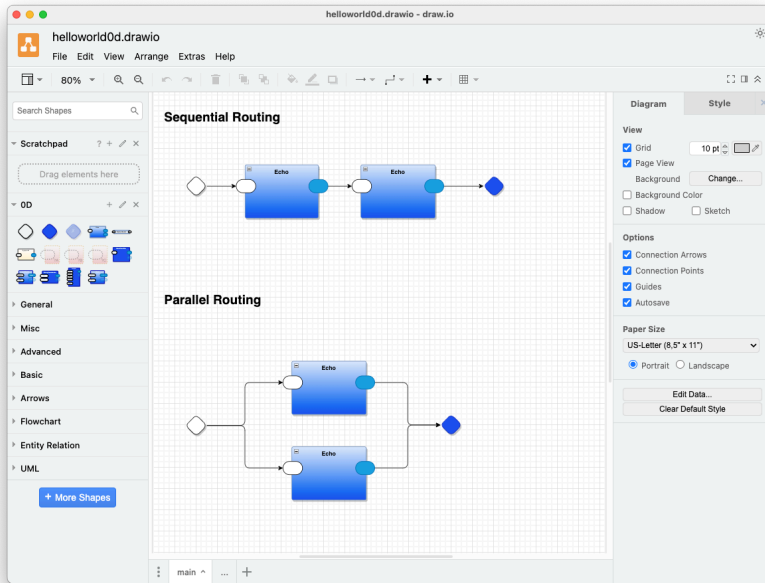 helloworld0d.drawio - draw.io
helloworld0d.drawio
File Edit View Arrange Extras Help
80%
Search Shapes
Scratchpad ?
Drag elements here
0D
General
Misc
Advanced
Basic
Arrows
Flowchart
Entity Relation
UML
+ More Shapes
Sequential Routing
Echo
Echo
Parallel Routing
Echo
Echo
main
...
Diagram Style
View
Grid 10 pt
Page View
Background Change...
Background Color
Shadow Sketch
Options
Connection Arrows
Connection Points
Guides
Autosave
Paper Size
US-Letter (8,5" x 11")
Portrait Landscape
Edit Data...
Clear Default Style